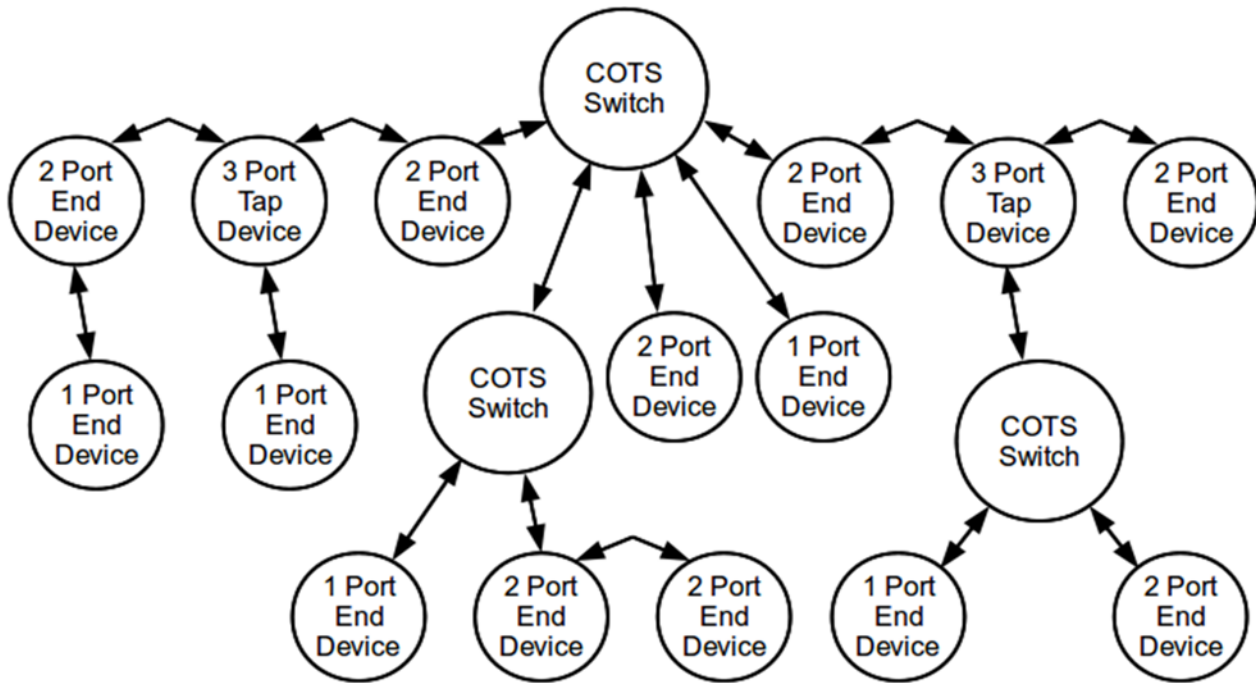 COTS
Switch
2 Port
End
Device
3 Port
Tap
Device
2 Port
End
Device
2 Port
End
Device
3 Port
Tap
Device
2 Port
End
Device
COTS
Switch
2 Port
End
Device
1 Port
End
Device
1 Port
End
Device
1 Port
End
Device
COTS
Switch
1 Port
End
Device
2 Port
End
Device
2 Port
End
Device
1 Port
End
Device
2 Port
End
Device